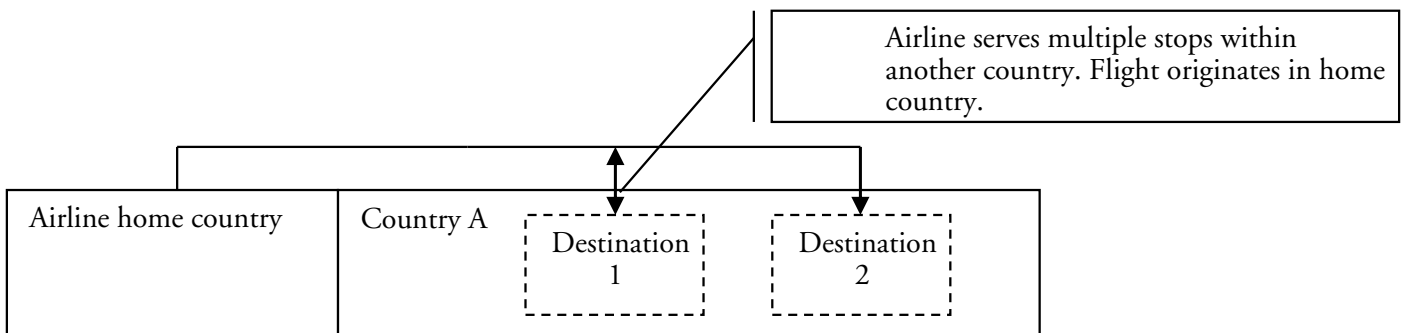 Airline serves multiple stops within
another country. Flight originates in home
country.
Airline home country
Country A
Destination
1
Destination
2